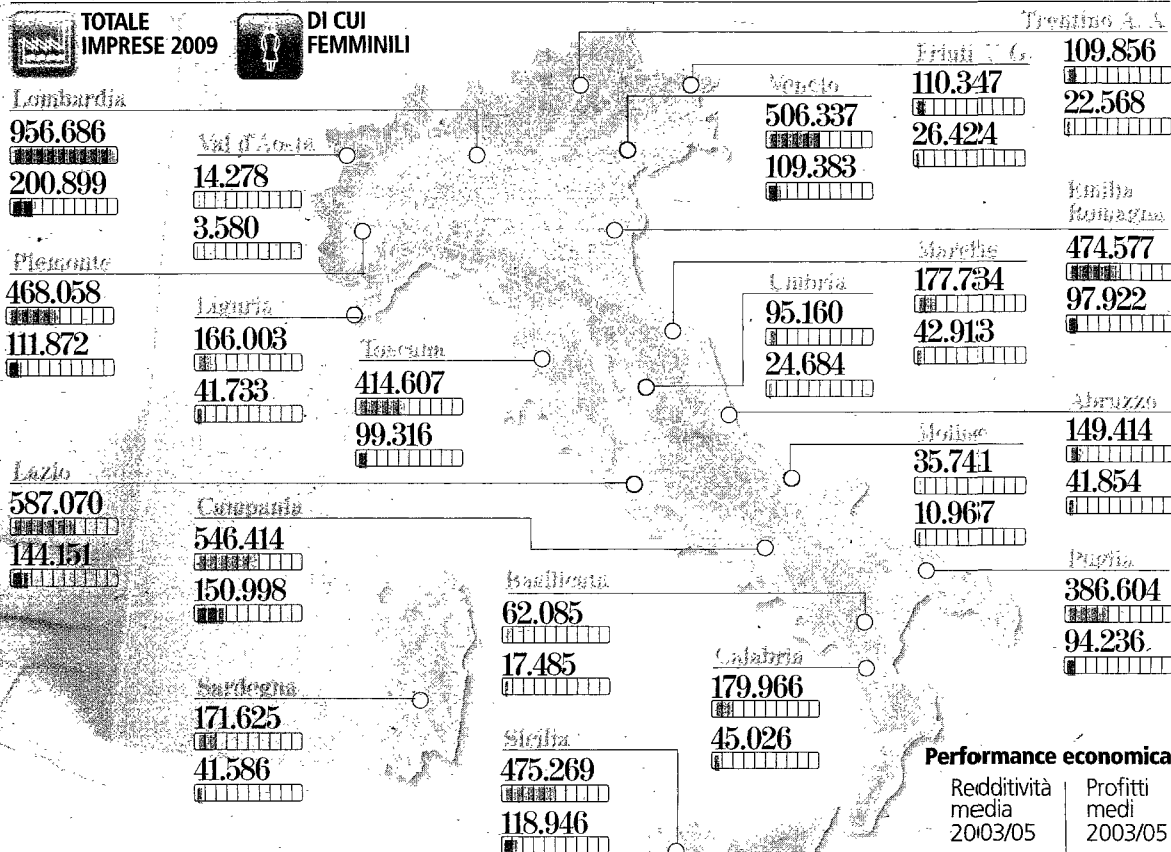 TOTALE
IMPRESE 2009
DI CUI
FEMMINILI
Trentino A. A
109.856
22.568
Friuli V. G.
110.347
26.424
Veneto
506.337
109.383
Lombardia
956.686
200.899
Val d'Aosta
14.278
3.580
Emilia
Romagna
474.577
97.922
Piemonte
468.058
111.872
Liguria
166.003
41.733
Toscana
414.607
99.316
Umbria
95.160
24.684
Marche
177.734
42.913
Abruzzo
149.414
41.854
Molise
35.741
10.967
Lazio
587.070
144.151
Campania
546.414
150.998
Puglia
386.604
94.236
Basilicata
62.085
17.485
Calabria
179.966
45.026
Sardegna
171.625
41.586
Sicilia
475.269
118.946
Performance economica
Redditività
media
2003/05
Profitti
medi
2003/05